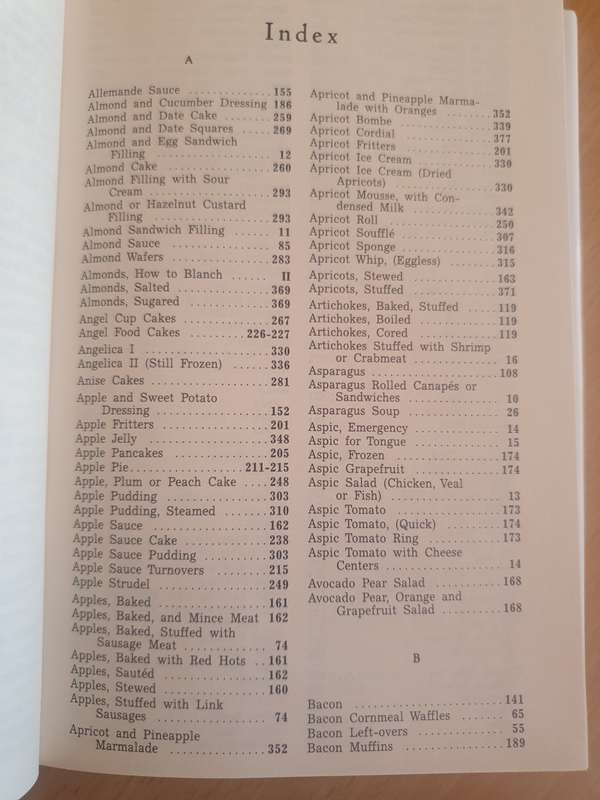 Index
A
Allemande Sauce ............. 155
Almond and Cucumber Dressing 186
Almond and Date Cake ....... 259
Almond and Date Squares ..... 269
Almond and Egg Sandwich
Filling .................. 12
Almond Cake ................ 260
Almond Filling with Sour
Cream ................... 293
Almond or Hazelnut Custard
Filling .................. 293
Almond Sandwich Filling ...... 11
Almond Sauce ................ 85
Almond Wafers .............. 283
Almonds, How to Blanch ...... II
Almonds, Salted .............. 369
Almonds, Sugared ............ 369
Angel Cup Cakes ............. 267
Angel Food Cakes ........ 226-227
Angelica I .................. 330
Angelica II (Still Frozen) ...... 336
Anise Cakes ................. 281
Apple and Sweet Potato
Dressing ................. 152
Apple Fritters ................ 201
Apple Jelly .................. 348
Apple Pancakes .............. 205
Apple Pie ................. 211-215
Apple, Plum or Peach Cake .... 248
Apple Pudding ............... 303
Apple Pudding, Steamed ...... 310
Apple Sauce ................. 162
Apple Sauce Cake ............ 238
Apple Sauce Pudding ......... 303
Apple Sauce Turnovers ....... 215
Apple Strudel ................ 249
Apples, Baked ............... 161
Apples, Baked, and Mince Meat 162
Apples, Baked, Stuffed with
Sausage Meat ............. 74
Apples, Baked with Red Hots .. 161
Apples, Sautéd ............... 162
Apples, Stewed .............. 160
Apples, Stuffed with Link
Sausages ................. 74
Apricot and Pineapple
Marmalade ............... 352
Apricot and Pineapple Marma-
lade with Oranges ........ 352
Apricot Bombe ............... 339
Apricot Cordial .............. 377
Apricot Fritters .............. 201
Apricot Ice Cream ............ 330
Apricot Ice Cream (Dried
Apricots) ................ 330
Apricot Mousse, with Con-
densed Milk .............. 342
Apricot Roll ................. 250
Apricot Soufflé ............... 307
Apricot Sponge .............. 316
Apricot Whip, (Eggless) ....... 315
Apricots, Stewed ............. 163
Apricots, Stuffed ............. 371
Artichokes, Baked, Stuffed ..... 119
Artichokes, Boiled ............ 119
Artichokes, Cored ............ 119
Artichokes Stuffed with Shrimp
or Crabmeat .............. 16
Asparagus ................... 108
Asparagus Rolled Canapés or
Sandwiches .............. 10
Asparagus Soup .............. 26
Aspic, Emergency ............ 14
Aspic for Tongue ............. 15
Aspic, Frozen ................ 174
Aspic Grapefruit ............. 174
Aspic Salad (Chicken, Veal
or Fish) .................. 13
Aspic Tomato ................ 173
Aspic Tomato, (Quick) ........ 174
Aspic Tomato Ring ........... 173
Aspic Tomato with Cheese
Centers .................. 14
Avocado Pear Salad .......... 168
Avocado Pear, Orange and
Grapefruit Salad .......... 168
B
Bacon ...................... 141
Bacon Cornmeal Waffles ....... 65
Bacon Left-overs ............. 55
Bacon Muffins ............... 189